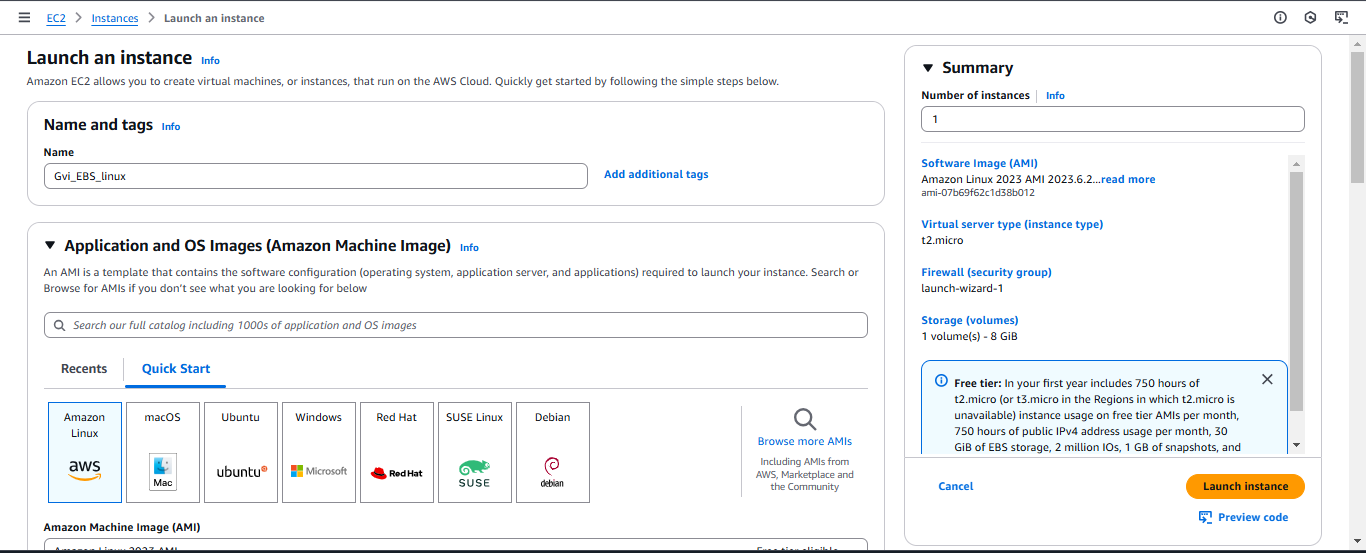 EC2 > Instances > Launch an instance
Launch an instance Info
Amazon EC2 allows you to create virtual machines, or instances, that run on the AWS Cloud. Quickly get started by following the simple steps below.
Name and tags Info
Name
Gvi_EBS_linux
Add additional tags
Application and OS Images (Amazon Machine Image) Info
An AMI is a template that contains the software configuration (operating system, application server, and applications) required to launch your instance. Search or
Browse for AMIs if you don’t see what you are looking for below
Search our full catalog including 1000s of application and OS images
Recents
Quick Start
Amazon
Linux
aws
macOS
Mac
Ubuntu
ubuntu
Windows
Microsoft
Red Hat
Red Hat
SUSE Linux
SUSE
Debian
debian
Browse more AMIs
Including AMIs from
AWS, Marketplace and
the Community
Amazon Machine Image (AMI)
Amazon Linux 2023 AMI
Free tier eligible
Summary
Number of instances Info
1
Software Image (AMI)
Amazon Linux 2023 AMI 2023.6.2...read more
ami-07b69f62c1d38b012
Virtual server type (instance type)
t2.micro
Firewall (security group)
launch-wizard-1
Storage (volumes)
1 volume(s) - 8 GiB
Free tier: In your first year includes 750 hours of
t2.micro (or t3.micro in the Regions in which t2.micro is
unavailable) instance usage on free tier AMIs per month,
750 hours of public IPv4 address usage per month, 30
GiB of EBS storage, 2 million IOs, 1 GB of snapshots, and
Cancel
Launch instance
Preview code